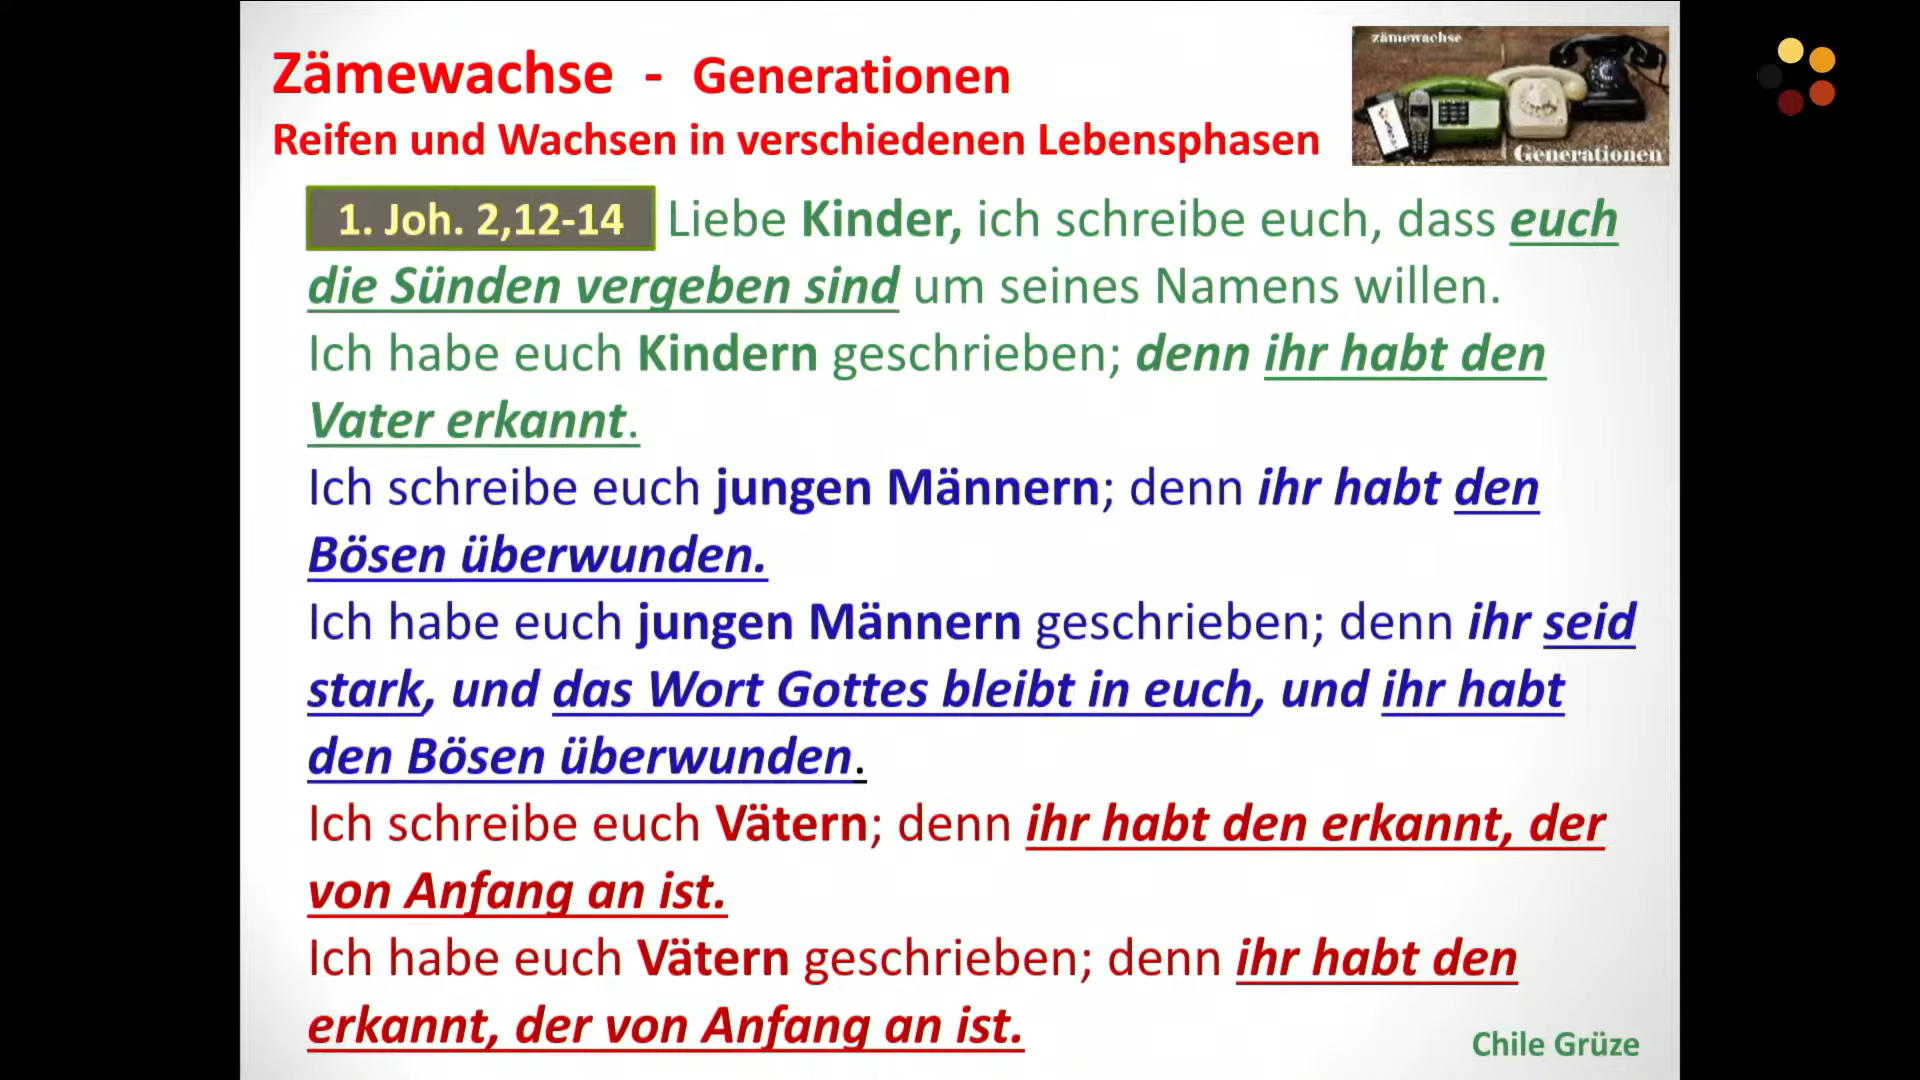 Zämewachse - Generationen
Reifen und Wachsen in verschiedenen Lebensphasen
zämewachse
Generationen
1. Joh. 2,12-14 Liebe Kinder, ich schreibe euch, dass euch
die Sünden vergeben sind um seines Namens willen.
Ich habe euch Kindern geschrieben; denn ihr habt den
Vater erkannt.
Ich schreibe euch jungen Männern; denn ihr habt den
Bösen überwunden.
Ich habe euch jungen Männern geschrieben; denn ihr seid
stark, und das Wort Gottes bleibt in euch, und ihr habt
den Bösen überwunden.
Ich schreibe euch Vätern; denn ihr habt den erkannt, der
von Anfang an ist.
Ich habe euch Vätern geschrieben; denn ihr habt den
erkannt, der von Anfang an ist.
Chile Grüze